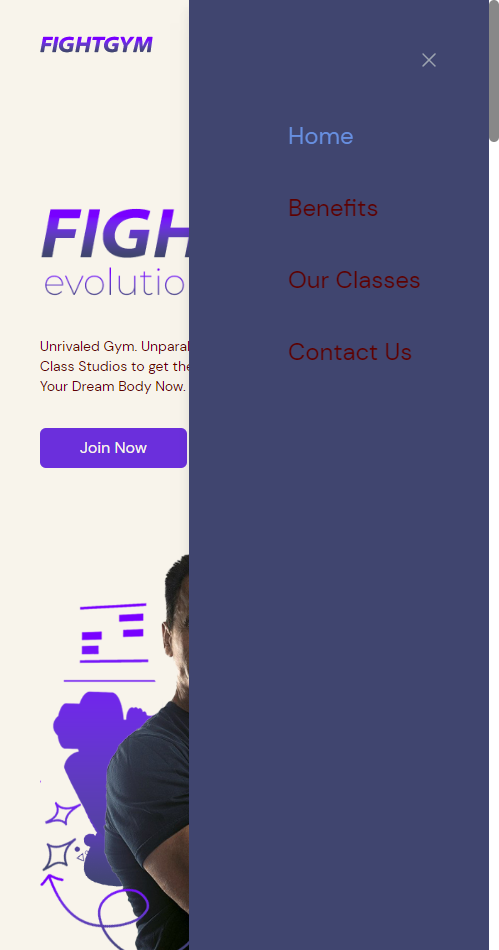 FIGHTGYM
Home
Benefits
Our Classes
Contact Us
FIGH
evolutio
Unrivaled Gym. Unparal
Class Studios to get the
Your Dream Body Now.
Join Now